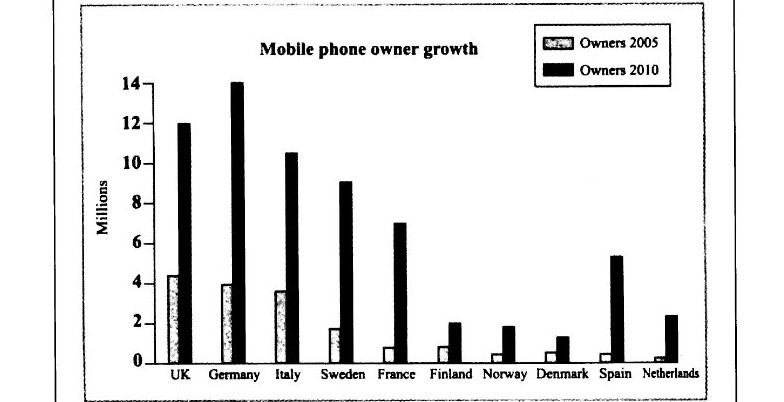 Mobile phone owner growth
Owners 2005
Owners 2010
Millions
14
12
10
8
6
4
2
0
UK Germany Italy Sweden France Finland Norway Denmark Spain Netherlands